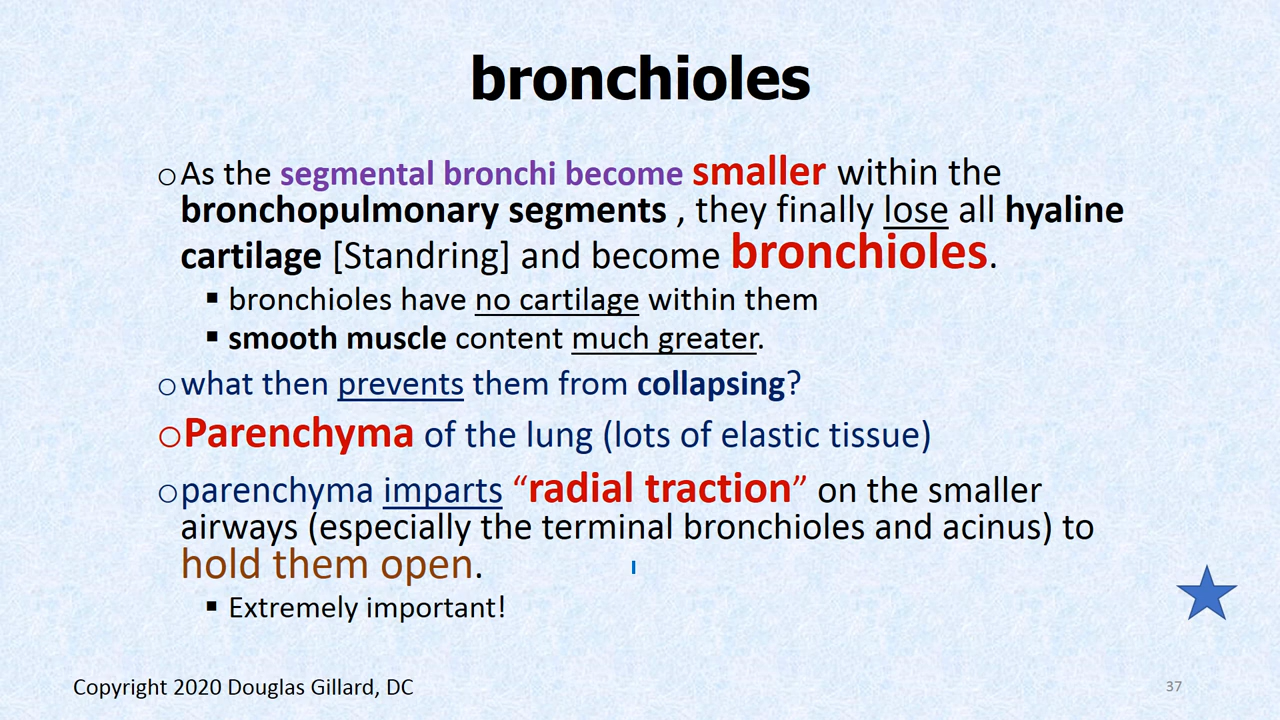 bronchioles
○As the segmental bronchi become smaller within the
bronchopulmonary segments , they finally lose all hyaline
cartilage [Standring] and become bronchioles.
▪ bronchioles have no cartilage within them
▪ smooth muscle content much greater.
○what then prevents them from collapsing?
○Parenchyma of the lung (lots of elastic tissue)
○parenchyma imparts “radial traction” on the smaller
airways (especially the terminal bronchioles and acinus) to
hold them open.
▪ Extremely important!
Copyright 2020 Douglas Gillard, DC
37